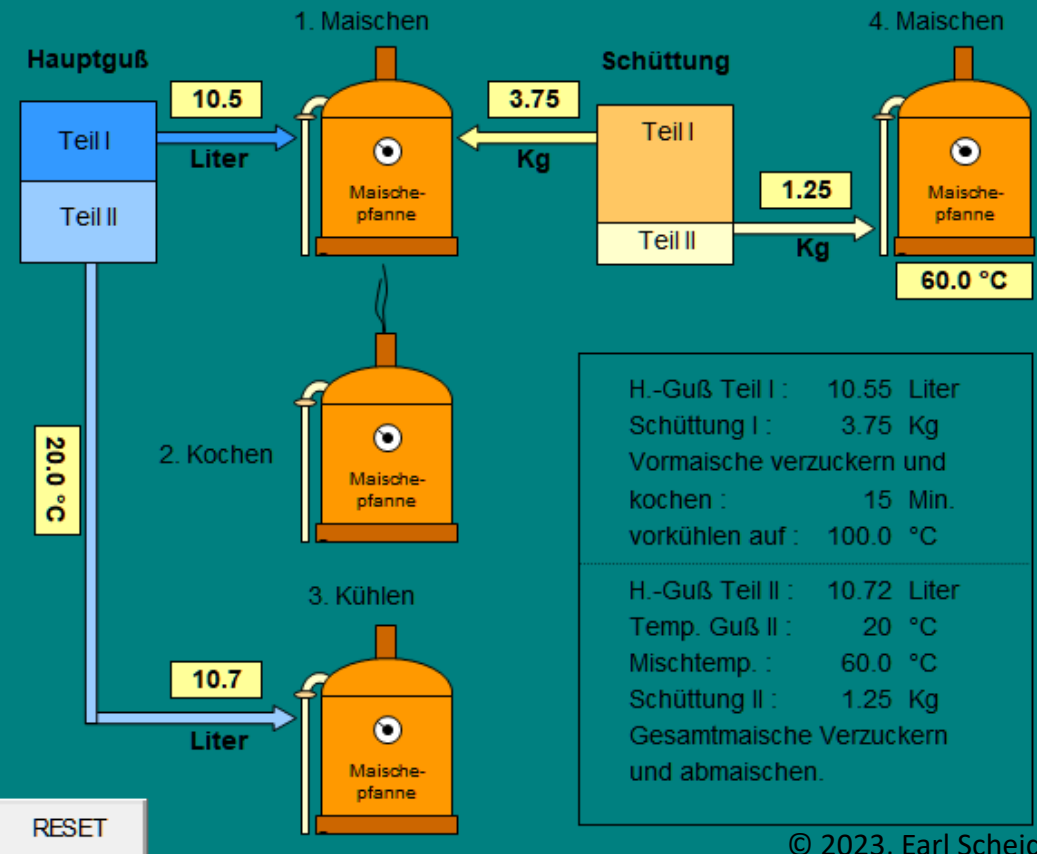 1. Maischen
4. Maischen
Hauptguß
Schüttung
10.5
Liter
3.75
Kg
Teil I
Teil II
Teil I
Teil II
1.25
Kg
Maische-
pfanne
Maische-
pfanne
60.0 °C
20.0 °C
2. Kochen
Maische-
pfanne
3. Kühlen
10.7
Liter
Maische-
pfanne
H.-Guß Teil I : 10.55 Liter
Schüttung I : 3.75 Kg
Vormaische verzuckern und
kochen : 15 Min.
vorkühlen auf : 100.0 °C
H.-Guß Teil II : 10.72 Liter
Temp. Guß II : 20 °C
Mischtemp. : 60.0 °C
Schüttung II : 1.25 Kg
Gesamtmaische Verzuckern
und abmaischen.
RESET
© 2023. Earl Scheid